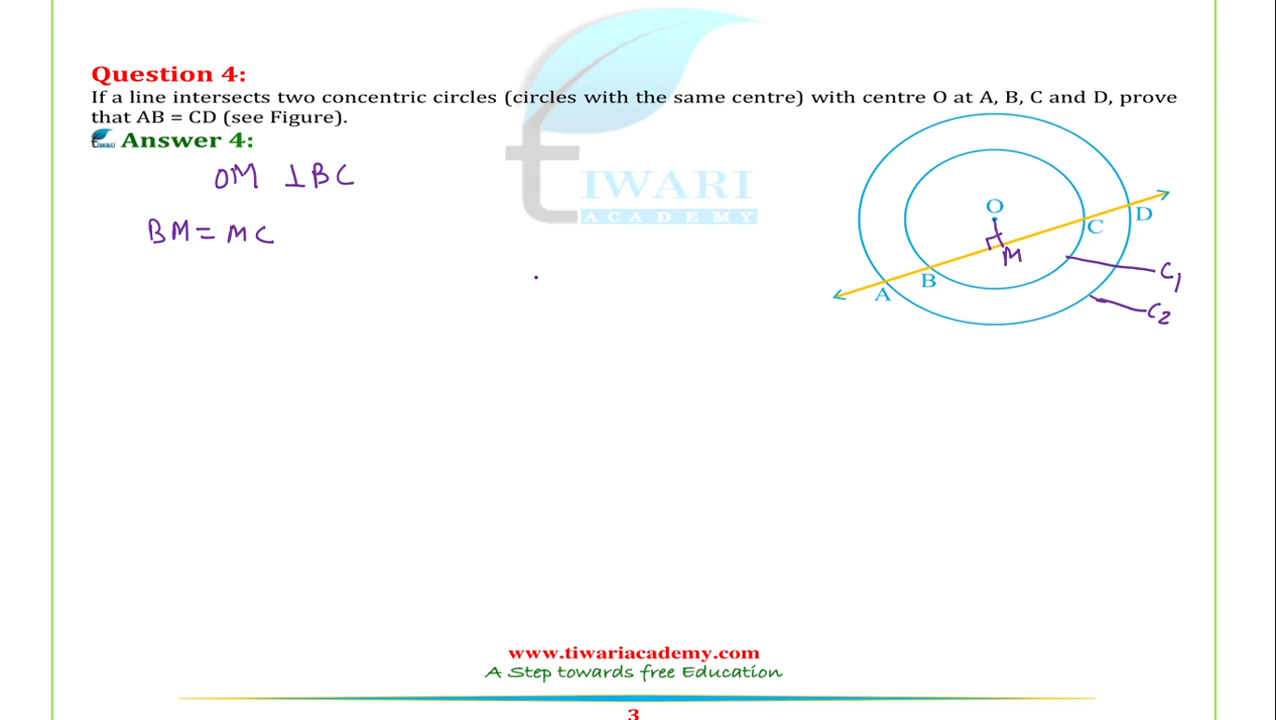 Question 4:
If a line intersects two concentric circles (circles with the same centre) with centre O at A, B, C and D, prove
that AB = CD (see Figure).
Answer 4:
OM ⊥ BC
BM = MC
t
IWARI
ACADEMY
O
M
A
B
C
D
C1
C2
www.tiwariacademy.com
A Step towards free Education
3